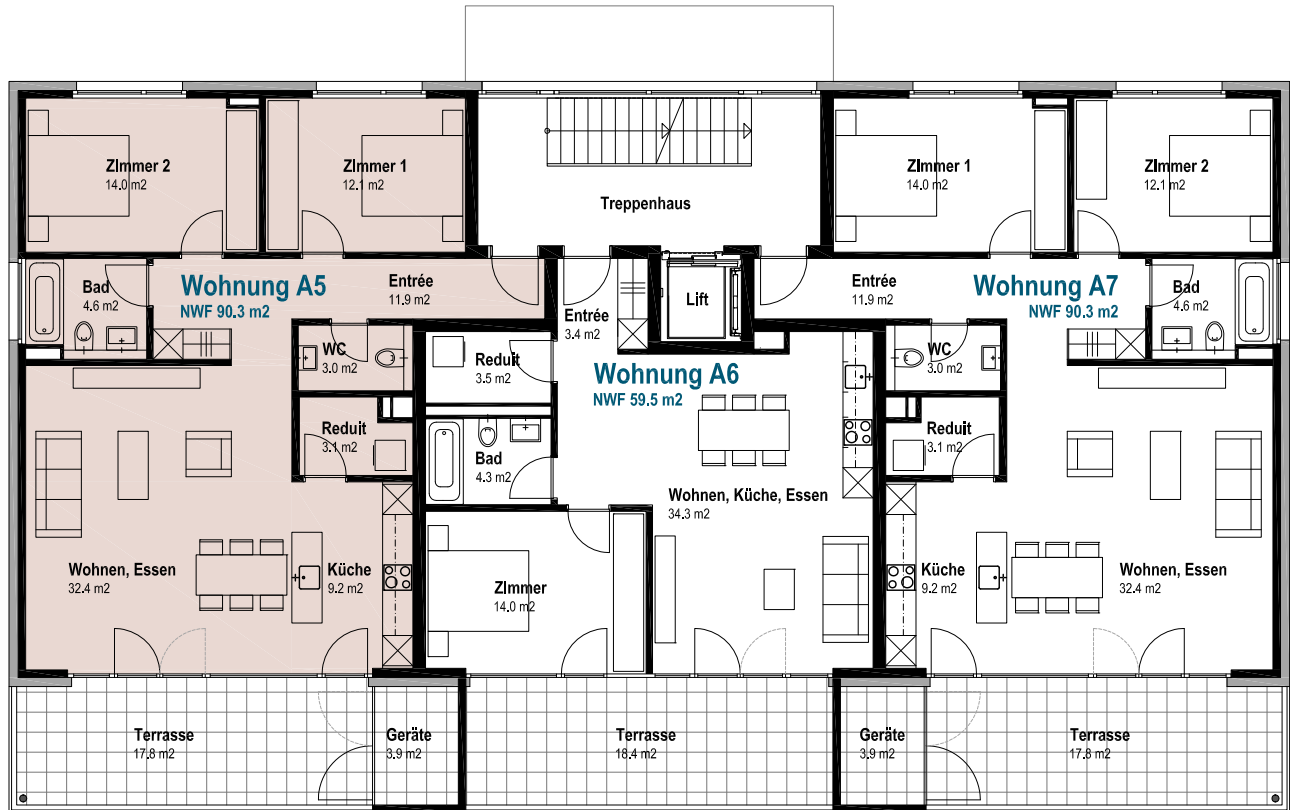 ZImmer 2
14.0 m2
ZImmer 1
12.1 m2
Treppenhaus
ZImmer 1
14.0 m2
ZImmer 2
12.1 m2
Bad
4.6 m2
Wohnung A5
NWF 90.3 m2
Entrée
11.9 m2
Entrée
3.4 m2
Lift
Entrée
11.9 m2
Wohnung A7
NWF 90.3 m2
Bad
4.6 m2
WC
3.0 m2
Reduit
3.5 m2
Wohnung A6
NWF 59.5 m2
WC
3.0 m2
Reduit
3.1 m2
Bad
4.3 m2
Wohnen, Küche, Essen
34.3 m2
Reduit
3.1 m2
Wohnen, Essen
32.4 m2
Küche
9.2 m2
ZImmer
14.0 m2
Küche
9.2 m2
Wohnen, Essen
32.4 m2
Terrasse
17.8 m2
Geräte
3.9 m2
Terrasse
18.4 m2
Geräte
3.9 m2
Terrasse
17.8 m2